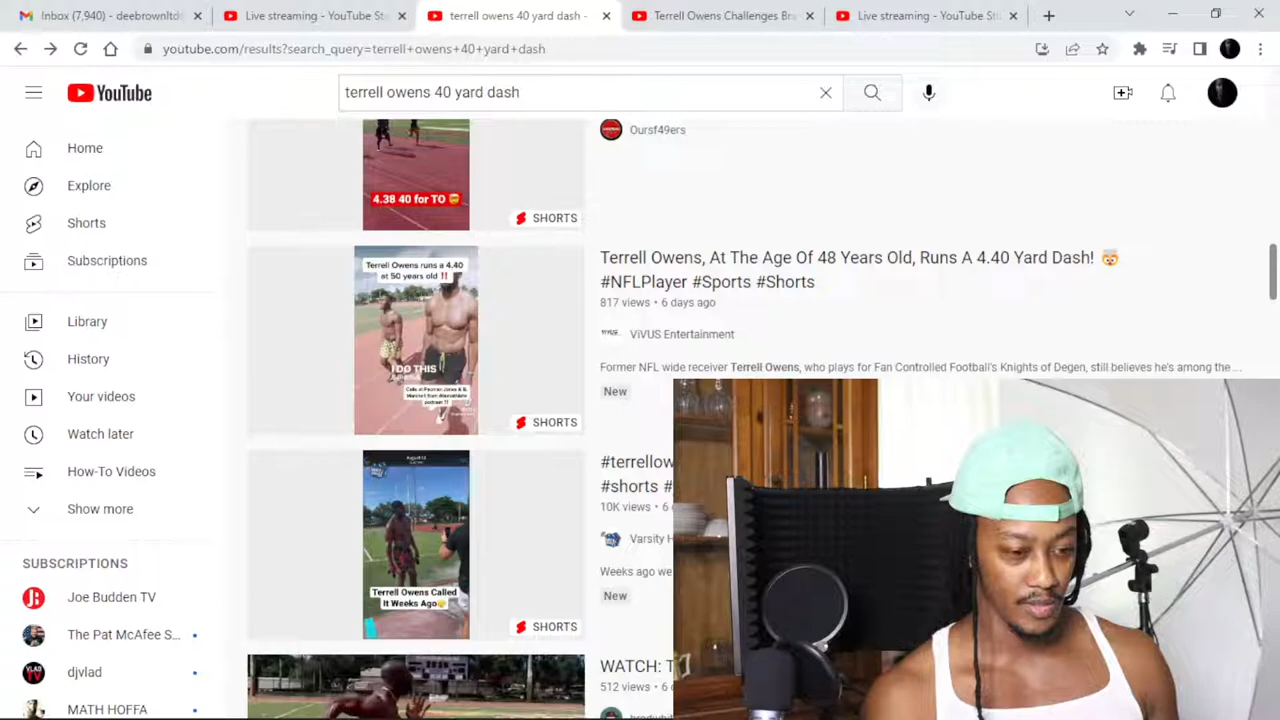 Inbox (7,940) - deebrownltd
Live streaming - YouTube St
terrell owens 40 yard dash -
Terrell Owens Challenges Br
Live streaming - YouTube St
youtube.com/results?search_query=terrell+owens+40+yard+dash
YouTube
terrell owens 40 yard dash
Home
Explore
Shorts
Subscriptions
Library
History
Your videos
Watch later
How-To Videos
Show more
SUBSCRIPTIONS
Joe Budden TV
The Pat McAfee S...
djvlad
MATH HOFFA
4.38 40 for TO
SHORTS
Oursf49ers
Terrell Owens runs a 4.40
at 50 years old !!
I DO THIS
SHORTS
Terrell Owens, At The Age Of 48 Years Old, Runs A 4.40 Yard Dash! 🤯
#NFLPlayer #Sports #Shorts
817 views • 6 days ago
ViVUS Entertainment
Former NFL wide receiver Terrell Owens, who plays for Fan Controlled Football's Knights of Degen, still believes he's among the ...
New
Terrell Owens Called
It Weeks Ago
SHORTS
#terrellow
#shorts #
10K views • 6
Varsity H
Weeks ago we
New
WATCH: T
512 views • 6